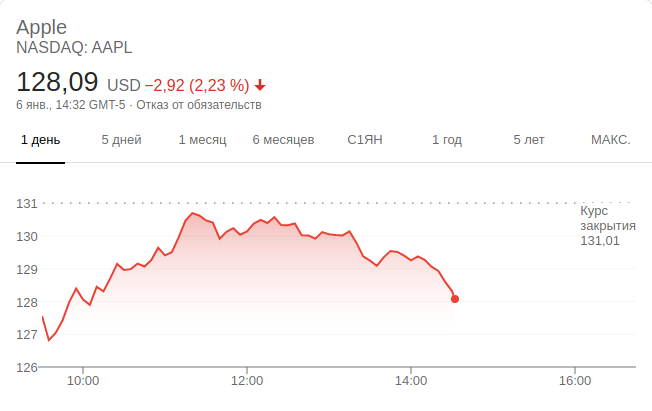 Apple
NASDAQ: AAPL
128,09 USD −2,92 (2,23 %)
6 янв., 14:32 GMT-5 · Отказ от обязательств
1 день 5 дней 1 месяц 6 месяцев С1ЯН 1 год 5 лет МАКС.
131
Курс
закрытия
131,01
130
129
128
127
126
10:00 12:00 14:00 16:00